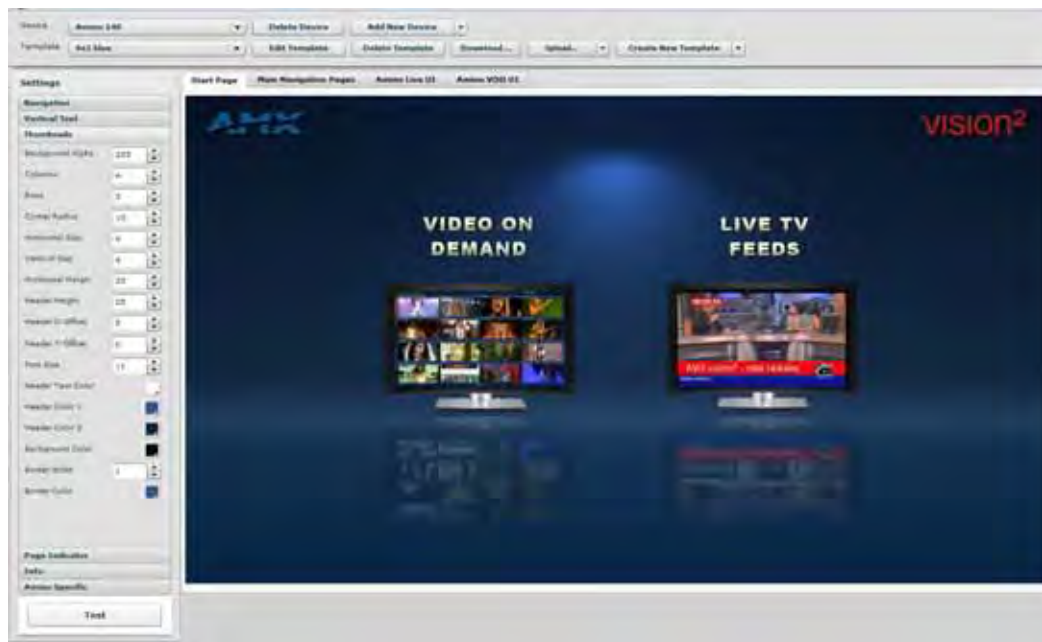 Device Amino 140 Delete Device Add New Device
Template 4x3 blue Edit Template Delete Template Download... Upload... Create New Template
Settings
Start Page Main Navigation Pages Amino Live UI Amino VOD UI
Navigation
Vertical Text
Thumbnails
Background Alpha
Columns
Rows
Corner Radius
Horizontal Gap
Vertical Gap
Horizontal Margin
Header Height
Header X Offset
Header Y Offset
Font Size
Header Text Color
Header Color 1
Header Color 2
Background Color
Border Width
Border Color
Page Indicator
Info
Amino Specific
Test
AMX
VISION²
VIDEO ON
DEMAND
LIVE TV
FEEDS